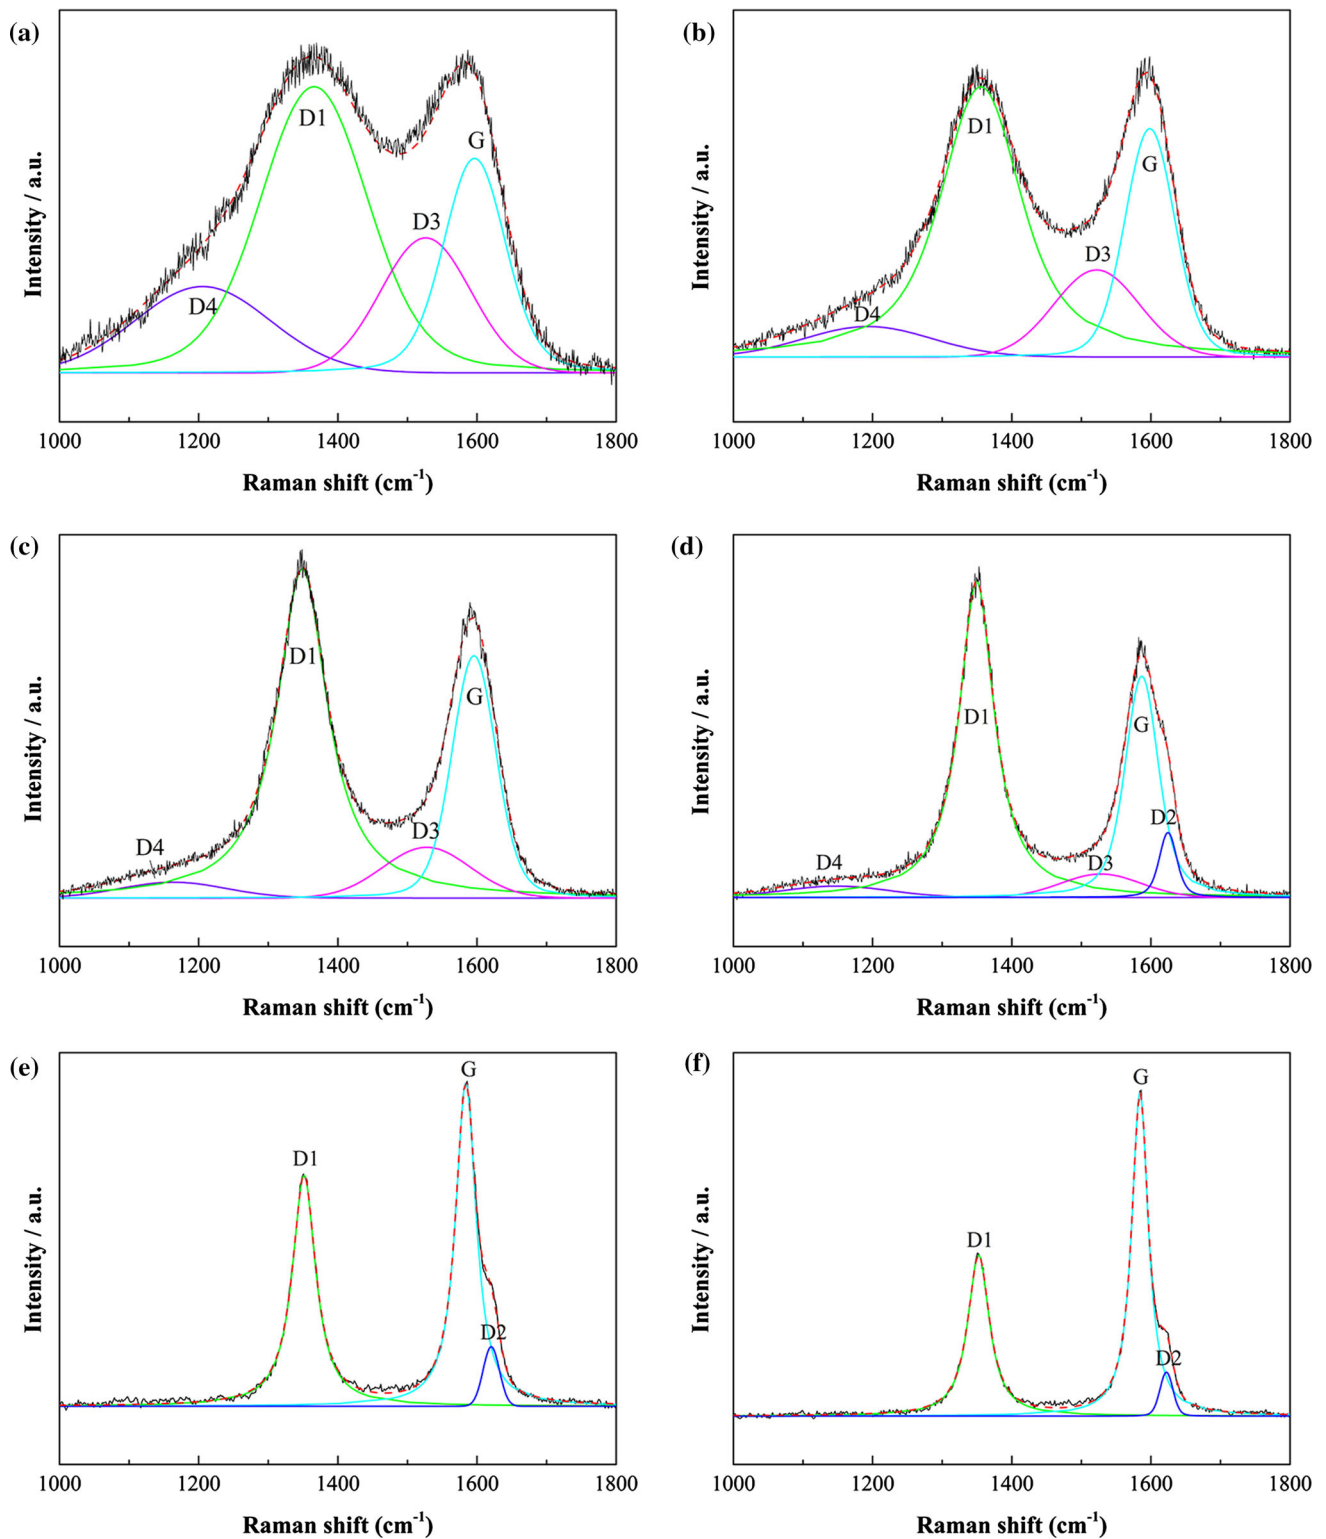 (a)
Intensity / a.u.
D1
G
D3
D4
1000 1200 1400 1600 1800
Raman shift (cm⁻¹)
(b)
Intensity / a.u.
D1
G
D3
D4
1000 1200 1400 1600 1800
Raman shift (cm⁻¹)
(c)
Intensity / a.u.
D1
G
D3
D4
1000 1200 1400 1600 1800
Raman shift (cm⁻¹)
(d)
Intensity / a.u.
D1
G
D2
D3
D4
1000 1200 1400 1600 1800
Raman shift (cm⁻¹)
(e)
Intensity / a.u.
G
D1
D2
1000 1200 1400 1600 1800
Raman shift (cm⁻¹)
(f)
Intensity / a.u.
G
D1
D2
1000 1200 1400 1600 1800
Raman shift (cm⁻¹)